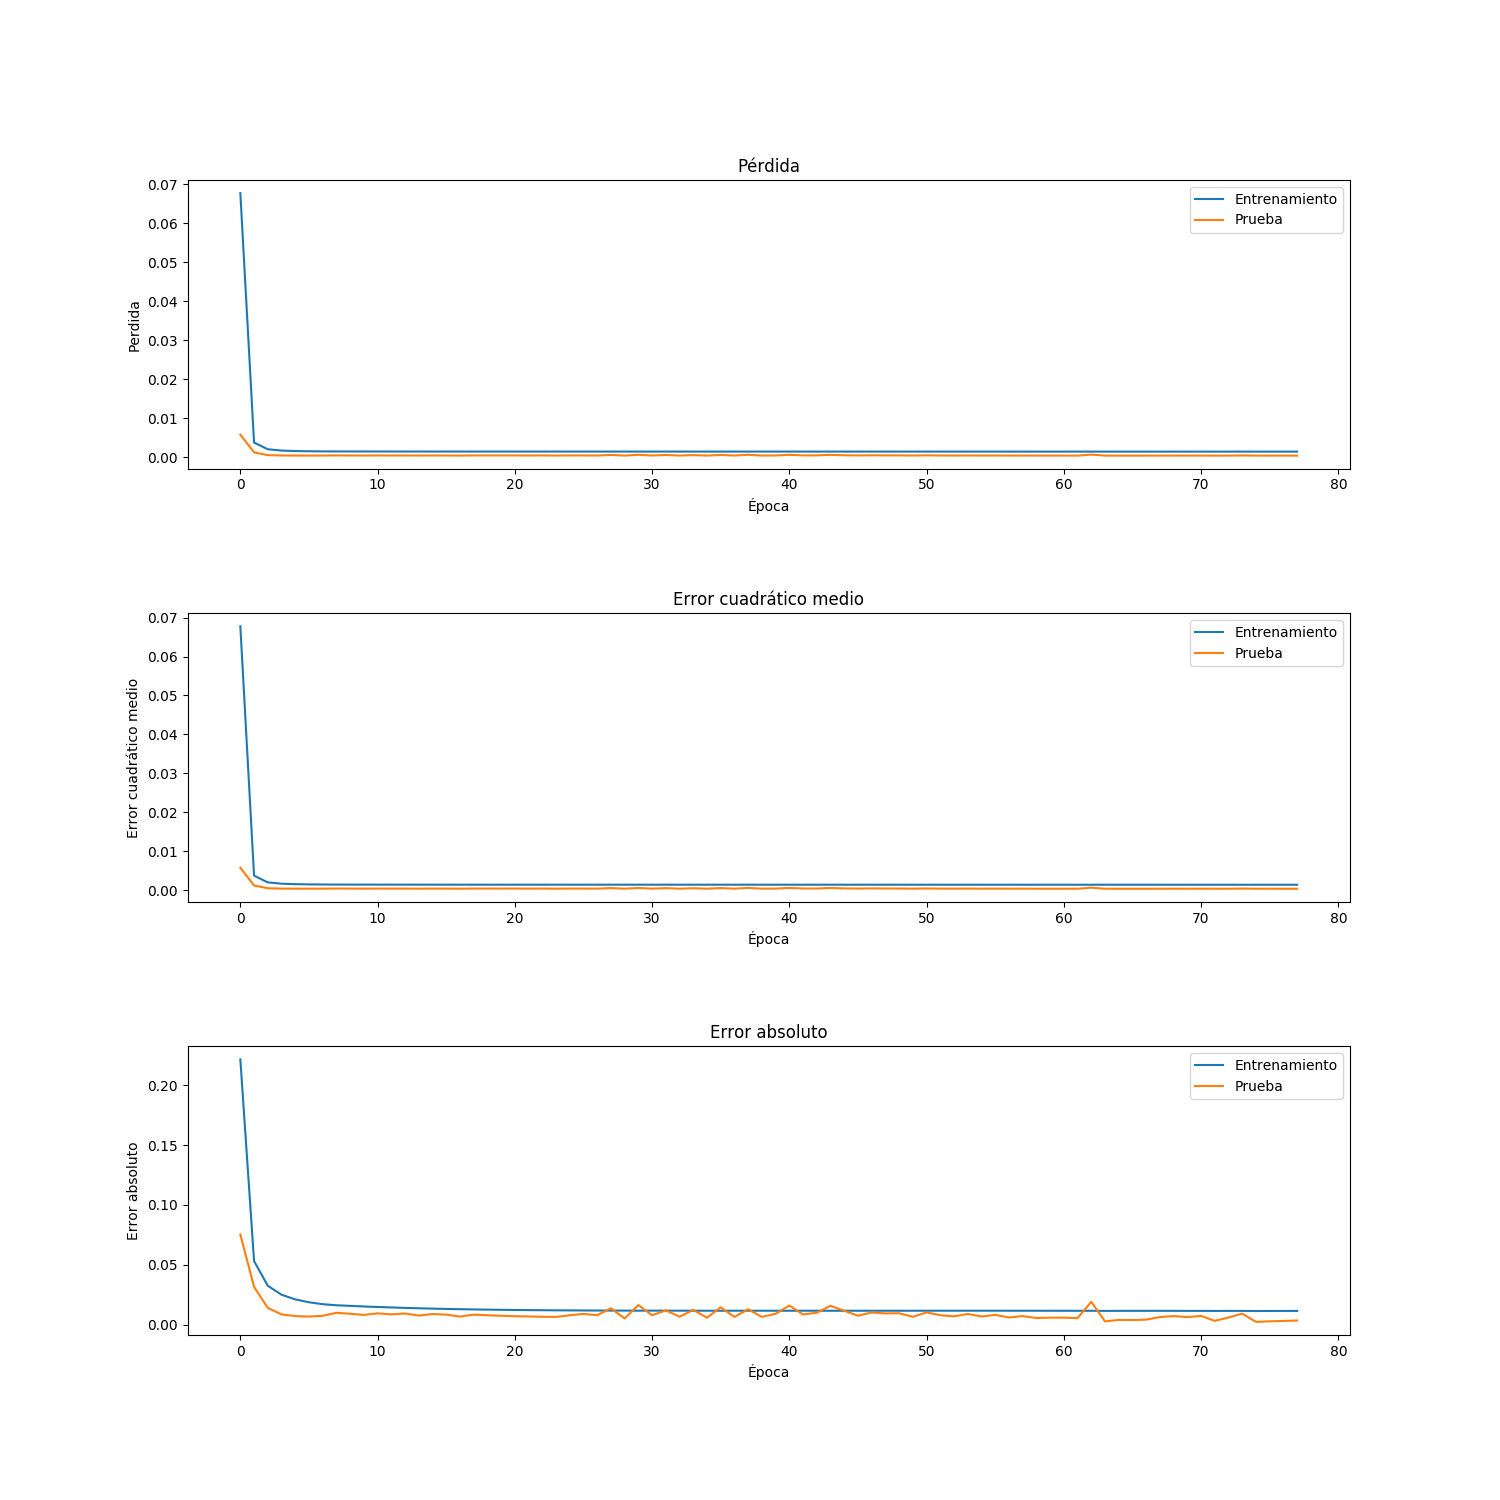 Pérdida
0.07
0.06
0.05
0.04
0.03
0.02
0.01
0.00
Perdida
Entrenamiento
Prueba
0 10 20 30 40 50 60 70 80
Época
Error cuadrático medio
0.07
0.06
0.05
0.04
0.03
0.02
0.01
0.00
Error cuadrático medio
Entrenamiento
Prueba
0 10 20 30 40 50 60 70 80
Época
Error absoluto
0.20
0.15
0.10
0.05
0.00
Error absoluto
Entrenamiento
Prueba
0 10 20 30 40 50 60 70 80
Época